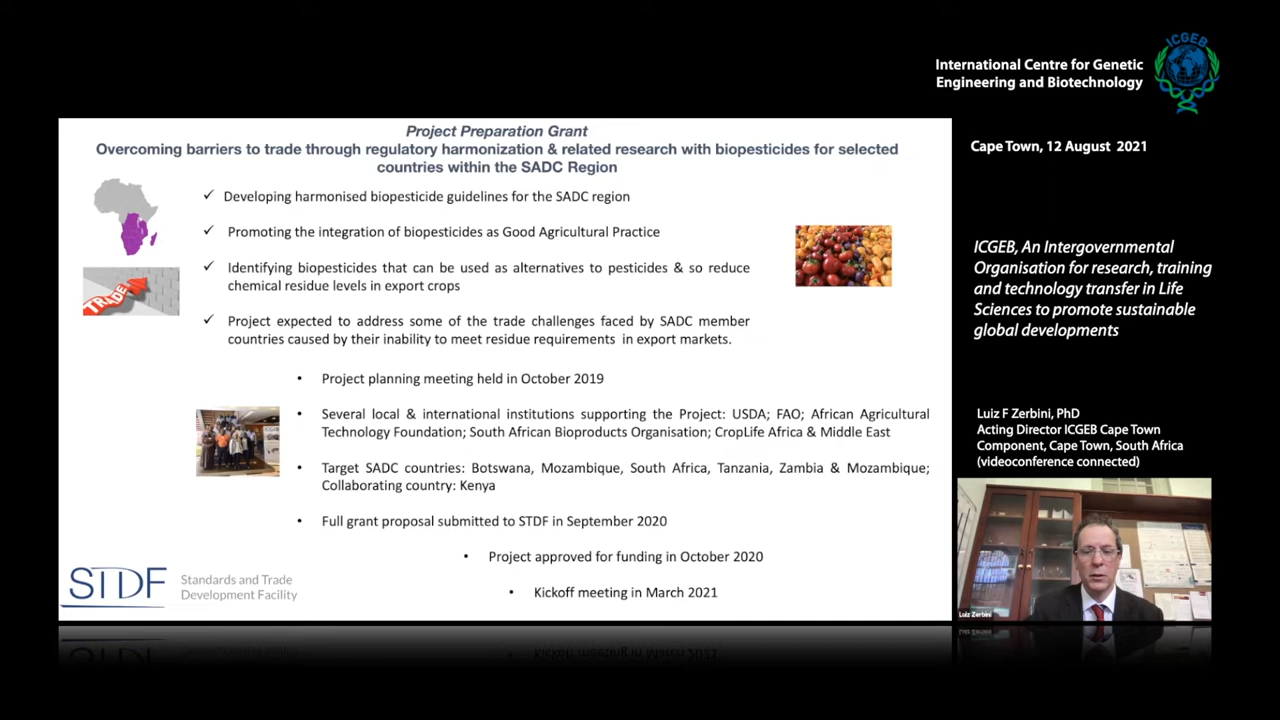 ICGEB
International Centre for Genetic
Engineering and Biotechnology
Project Preparation Grant
Overcoming barriers to trade through regulatory harmonization & related research with biopesticides for selected
countries within the SADC Region
✓ Developing harmonised biopesticide guidelines for the SADC region
✓ Promoting the integration of biopesticides as Good Agricultural Practice
✓ Identifying biopesticides that can be used as alternatives to pesticides & so reduce
chemical residue levels in export crops
TRADE
✓ Project expected to address some of the trade challenges faced by SADC member
countries caused by their inability to meet residue requirements in export markets.
• Project planning meeting held in October 2019
• Several local & international institutions supporting the Project: USDA; FAO; African Agricultural
Technology Foundation; South African Bioproducts Organisation; CropLife Africa & Middle East
• Target SADC countries: Botswana, Mozambique, South Africa, Tanzania, Zambia & Mozambique;
Collaborating country: Kenya
• Full grant proposal submitted to STDF in September 2020
• Project approved for funding in October 2020
• Kickoff meeting in March 2021
STDF
Standards and Trade
Development Facility
Cape Town, 12 August 2021
ICGEB, An Intergovernmental
Organisation for research, training
and technology transfer in Life
Sciences to promote sustainable
global developments
Luiz F Zerbini, PhD
Acting Director ICGEB Cape Town
Component, Cape Town, South Africa
(videoconference connected)
Luiz Zerbini